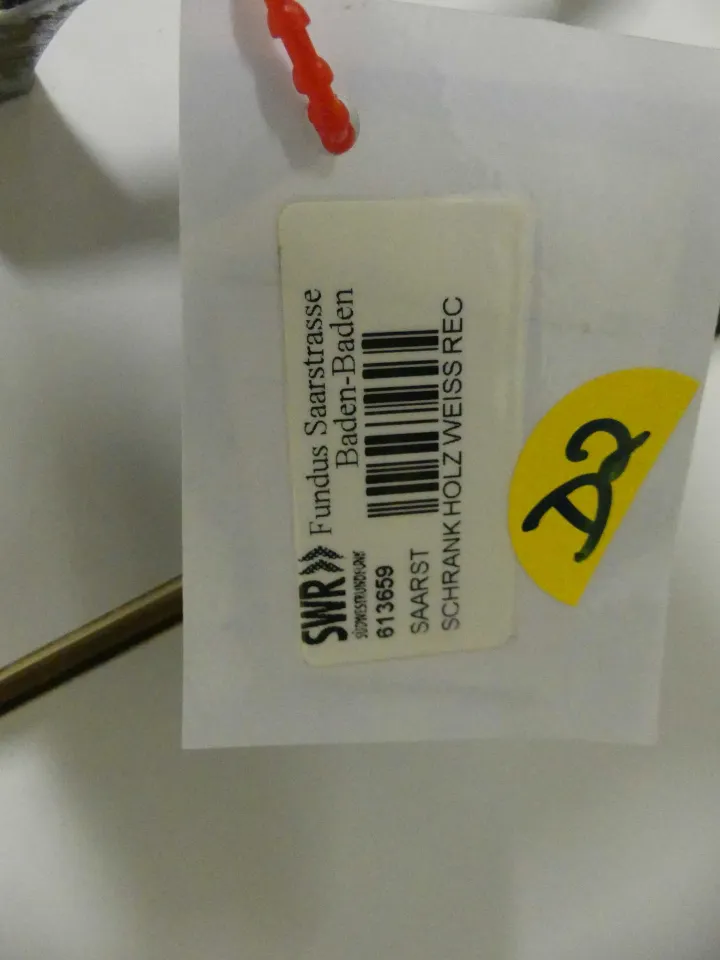 SWR» Fundus Saarstrasse
SÜDWESTRUNDFUNK Baden-Baden
613659
SAARST
SCHRANK HOLZ WEISS REC
D2